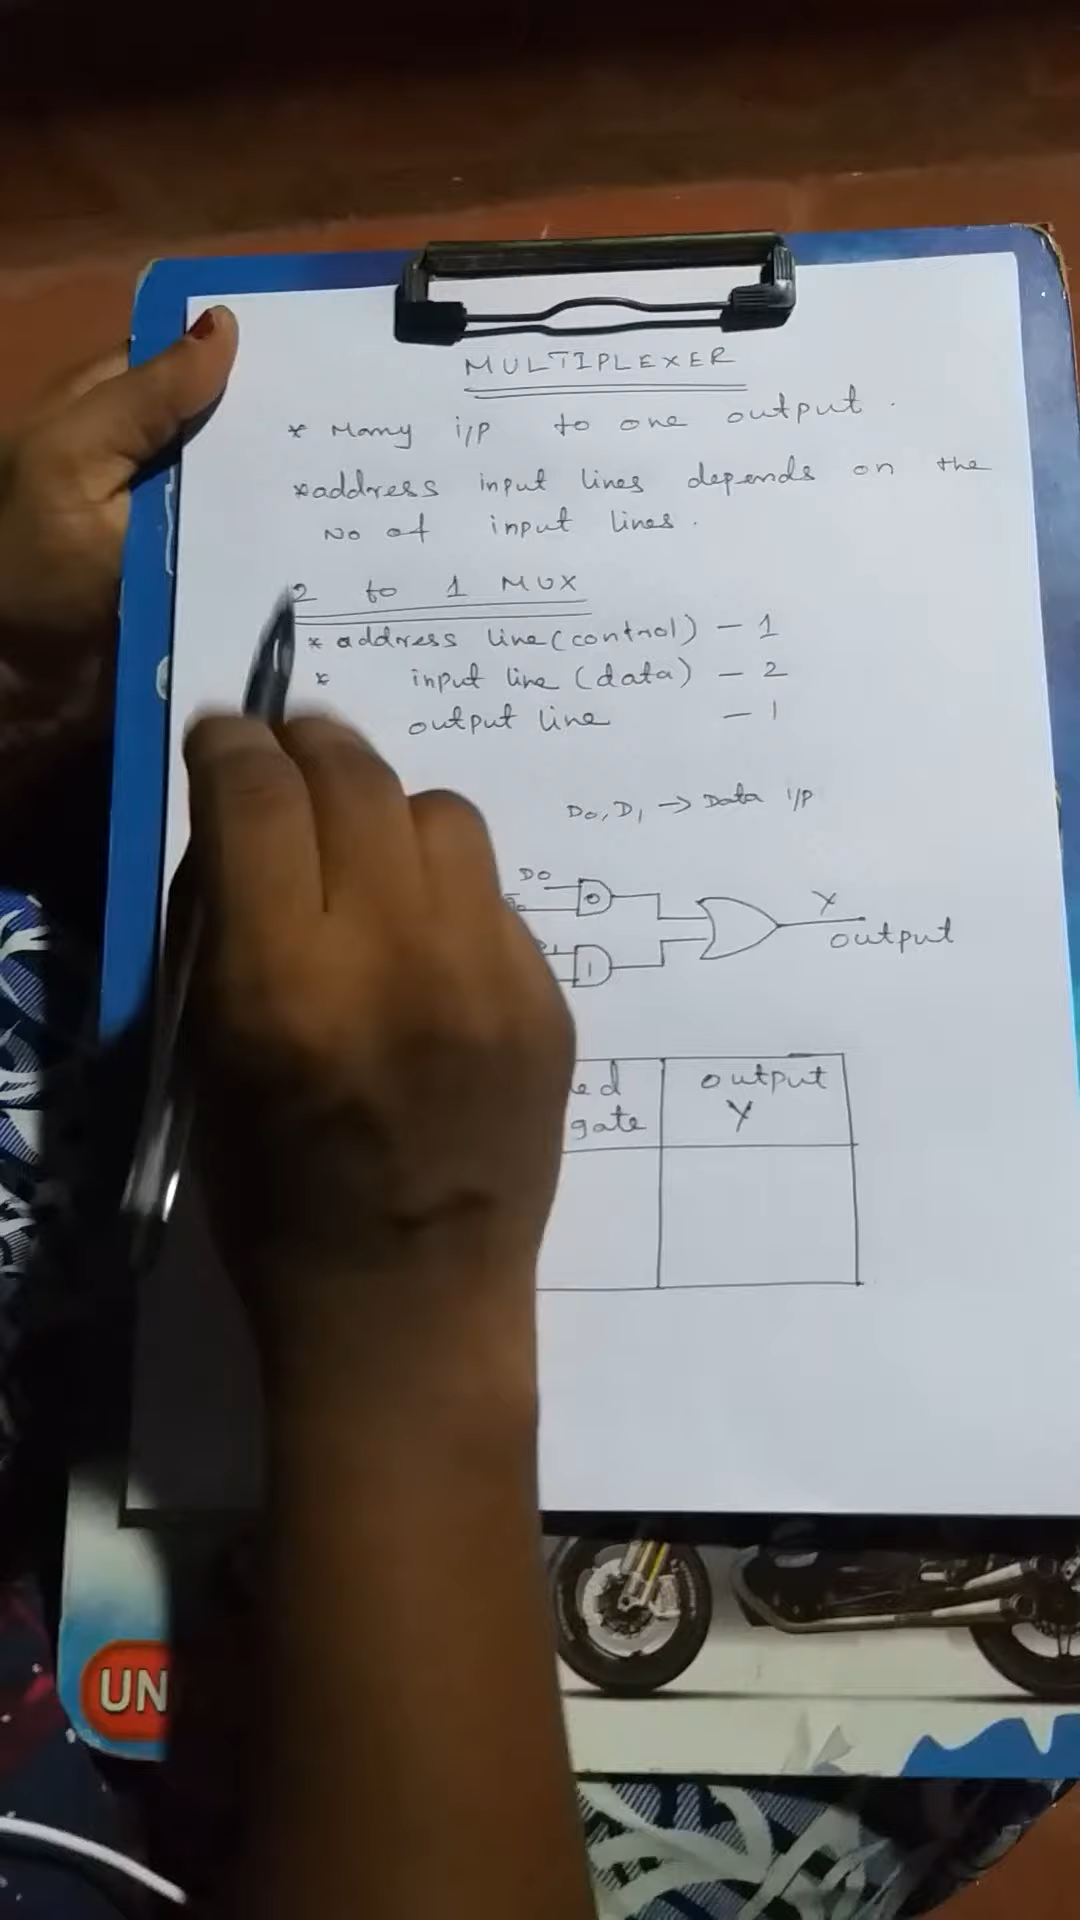 MULTIPLEXER
* Many i/p to one output.
*address input lines depends on the
No of input lines.
2 to 1 MUX
* address line (control) - 1
* input line (data) - 2
output line - 1
D0, D1 → Data i/p
D0
0
1
Y
output
gate
output
Y
UN